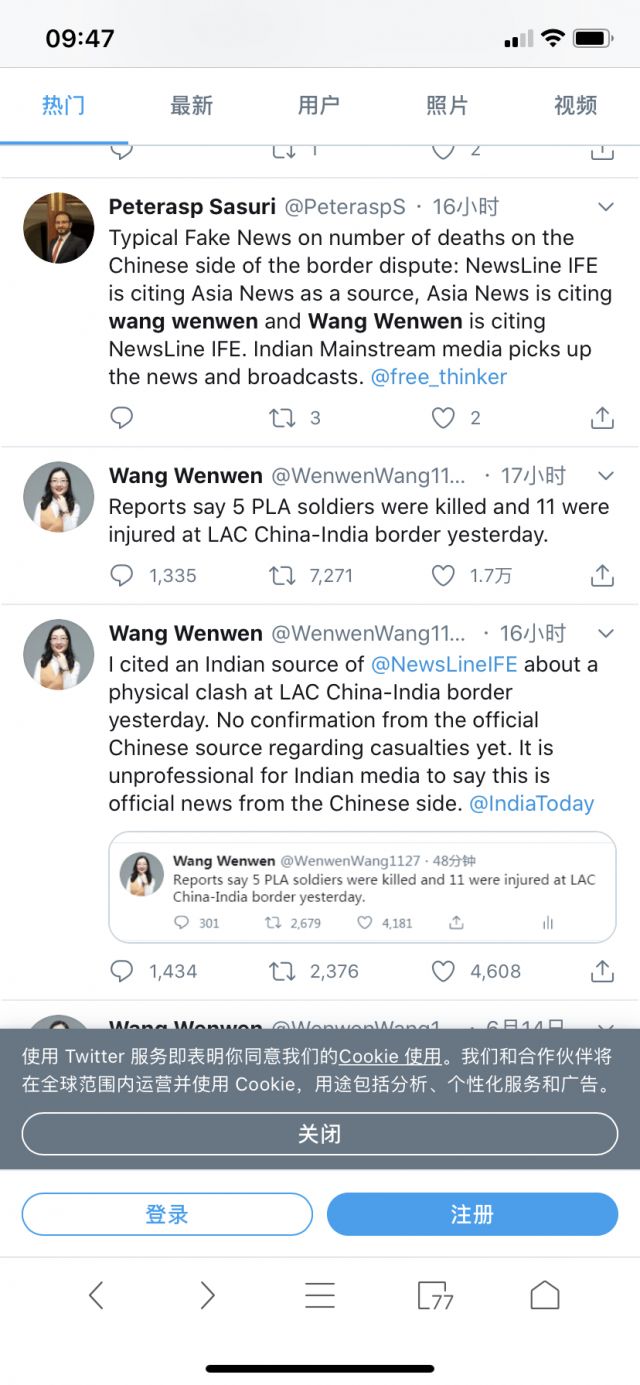 09:47
热门 最新 用户 照片 视频
1 2
Peterasp Sasuri @PeteraspS · 16小时
Typical Fake News on number of deaths on the
Chinese side of the border dispute: NewsLine IFE
is citing Asia News as a source, Asia News is citing
wang wenwen and Wang Wenwen is citing
NewsLine IFE. Indian Mainstream media picks up
the news and broadcasts. @free_thinker
3 2
Wang Wenwen @WenwenWang11... · 17小时
Reports say 5 PLA soldiers were killed and 11 were
injured at LAC China-India border yesterday.
1,335 7,271 1.7万
Wang Wenwen @WenwenWang11... · 16小时
I cited an Indian source of @NewsLineIFE about a
physical clash at LAC China-India border
yesterday. No confirmation from the official
Chinese source regarding casualties yet. It is
unprofessional for Indian media to say this is
official news from the Chinese side. @IndiaToday
Wang Wenwen @WenwenWang1127 · 48分钟
Reports say 5 PLA soldiers were killed and 11 were injured at LAC
China-India border yesterday.
301 2,679 4,181
1,434 2,376 4,608
Wang Wenwen @WenwenWang1... · 6月14日
使用 Twitter 服务即表明你同意我们的Cookie 使用。我们和合作伙伴将
在全球范围内运营并使用 Cookie，用途包括分析、个性化服务和广告。
关闭
登录 注册
77